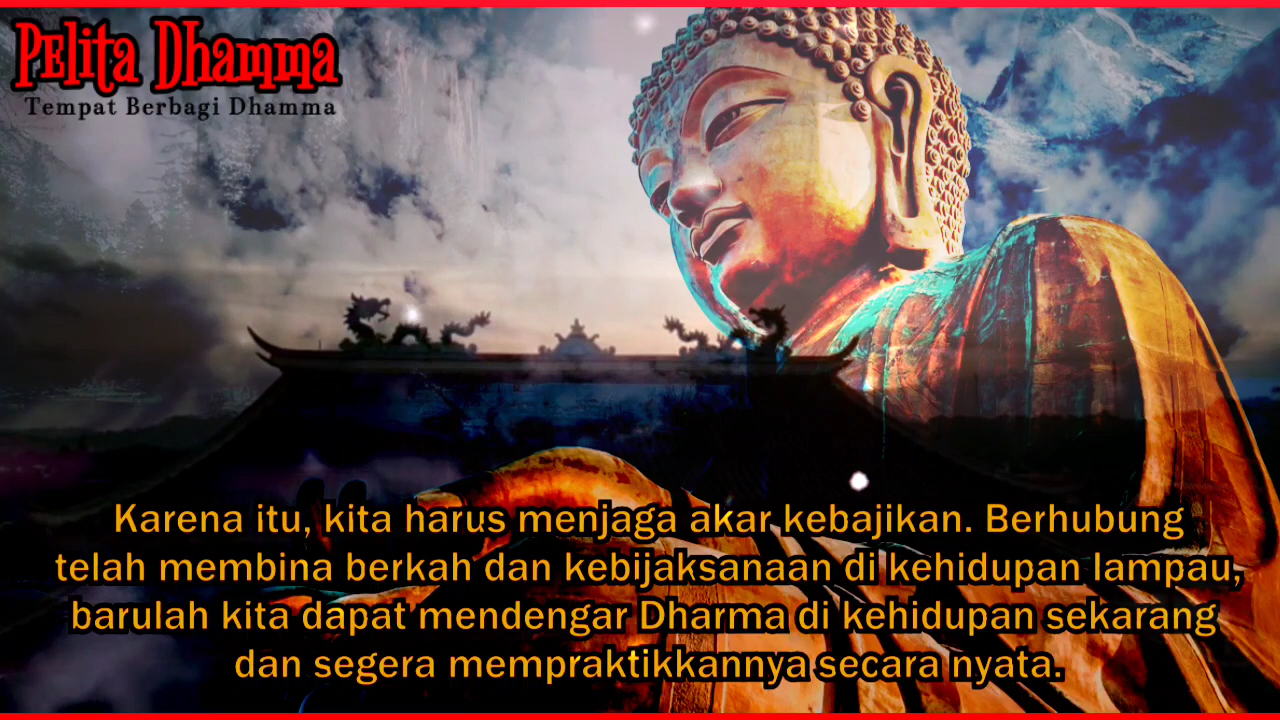 Pelita Dhamma
Tempat Berbagi Dhamma
Karena itu, kita harus menjaga akar kebajikan. Berhubung
telah membina berkah dan kebijaksanaan di kehidupan lampau,
barulah kita dapat mendengar Dharma di kehidupan sekarang
dan segera mempraktikkannya secara nyata.